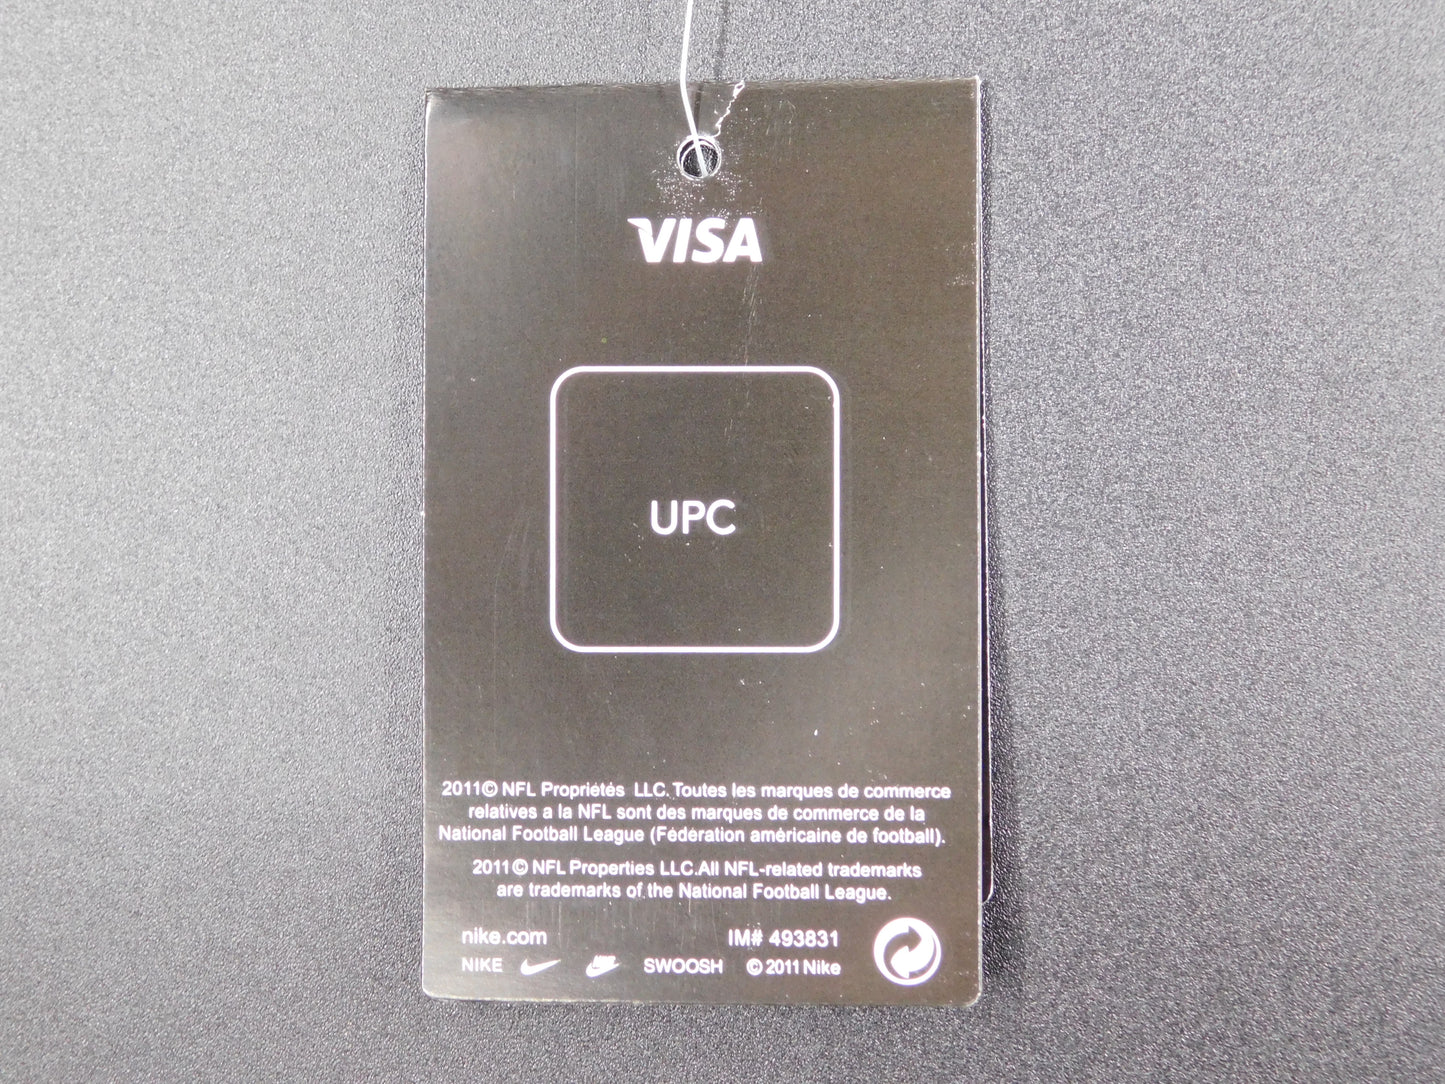 VISA
UPC
2011© NFL Propriétés LLC. Toutes les marques de commerce
relatives a la NFL sont des marques de commerce de la
National Football League (Fédération américaine de football).
2011© NFL Properties LLC.All NFL-related trademarks
are trademarks of the National Football League.
nike.com IM# 493831
NIKE NIKE SWOOSH © 2011 Nike